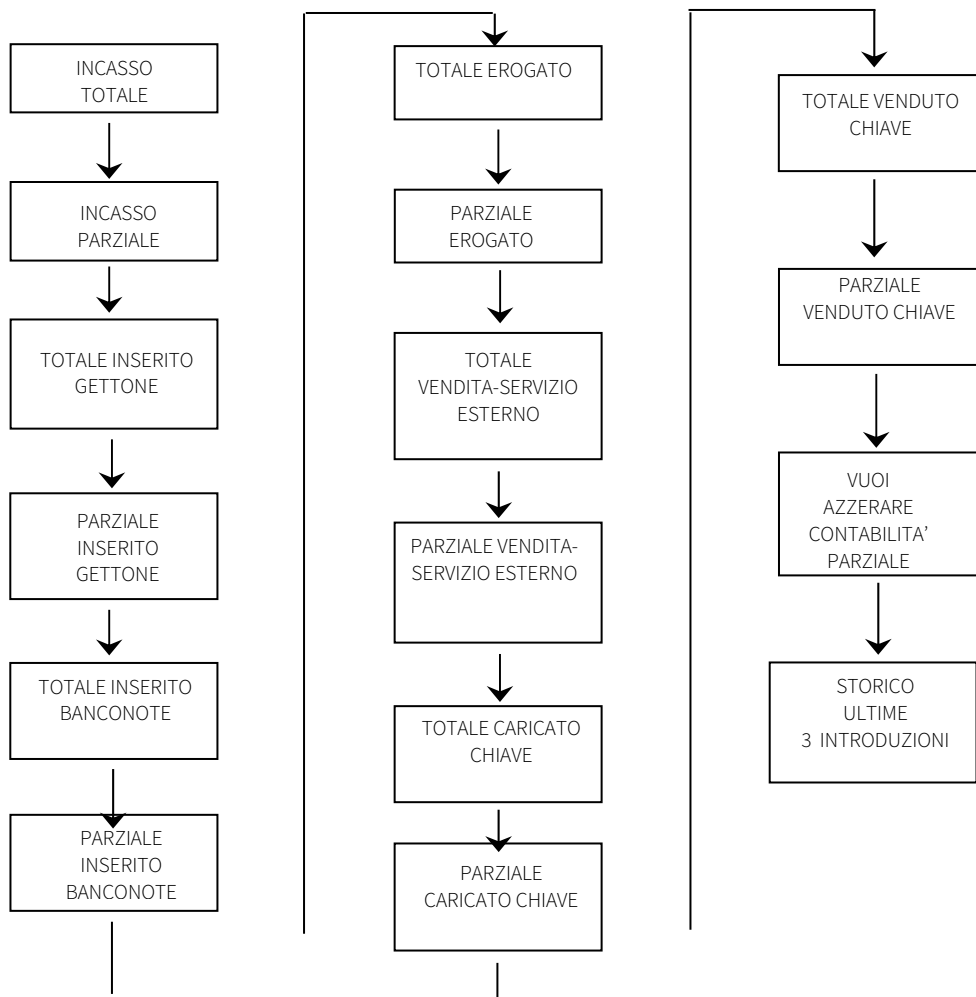 INCASSO
TOTALE
INCASSO
PARZIALE
TOTALE INSERITO
GETTONE
PARZIALE
INSERITO
GETTONE
TOTALE INSERITO
BANCONOTE
PARZIALE
INSERITO
BANCONOTE
TOTALE EROGATO
PARZIALE
EROGATO
TOTALE
VENDITA-SERVIZIO
ESTERNO
PARZIALE VENDITA-
SERVIZIO ESTERNO
TOTALE CARICATO
CHIAVE
PARZIALE
CARICATO CHIAVE
TOTALE VENDUTO
CHIAVE
PARZIALE
VENDUTO CHIAVE
VUOI
AZZERARE
CONTABILITA’
PARZIALE
STORICO
ULTIME
3 INTRODUZIONI